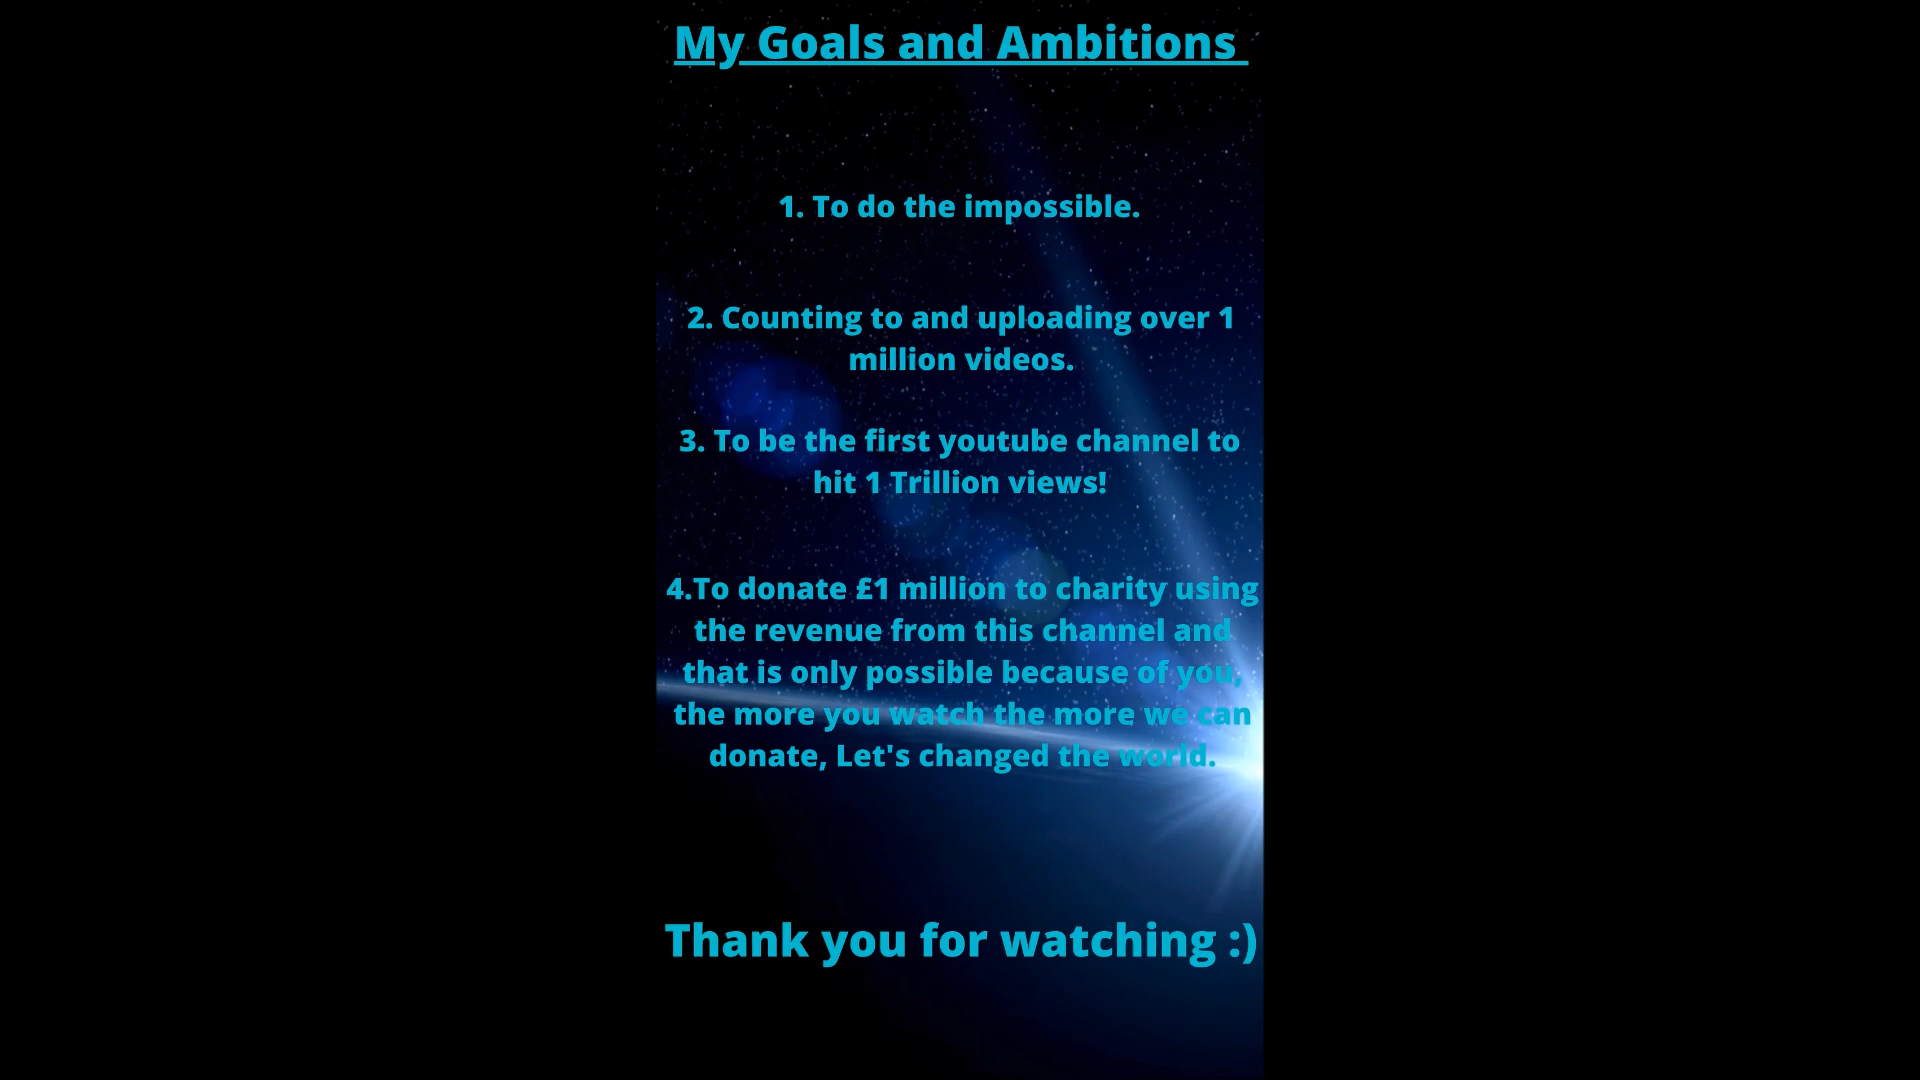 My Goals and Ambitions
1. To do the impossible.
2. Counting to and uploading over 1
million videos.
3. To be the first youtube channel to
hit 1 Trillion views!
4.To donate £1 million to charity using
the revenue from this channel and
that is only possible because of you,
the more you watch the more we can
donate, Let's changed the world.
Thank you for watching :)